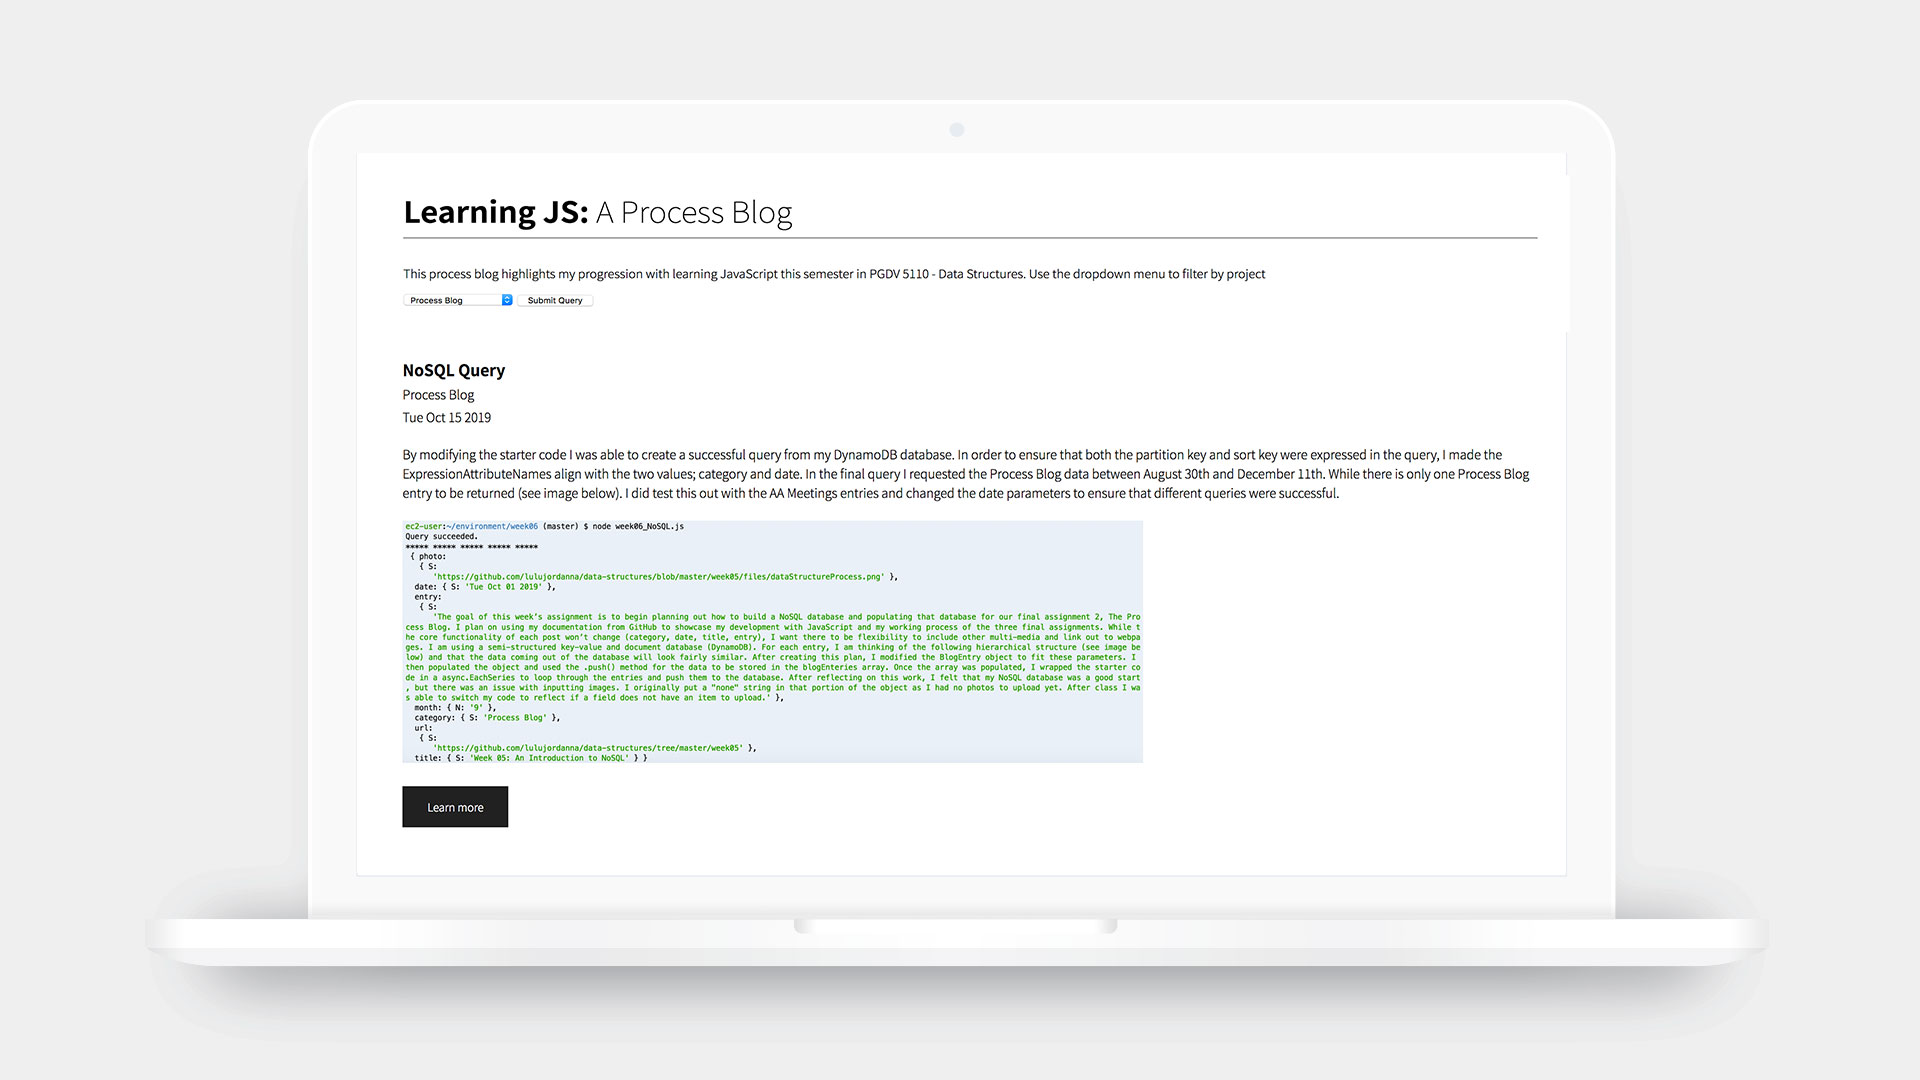 Learning JS: A Process Blog
This process blog highlights my progression with learning JavaScript this semester in PGDV 5110 - Data Structures. Use the dropdown menu to filter by project
Process Blog Submit Query
NoSQL Query
Process Blog
Tue Oct 15 2019
By modifying the starter code I was able to create a successful query from my DynamoDB database. In order to ensure that both the partition key and sort key were expressed in the query, I made the
ExpressionAttributeNames align with the two values; category and date. In the final query I requested the Process Blog data between August 30th and December 11th. While there is only one Process Blog
entry to be returned (see image below). I did test this out with the AA Meetings entries and changed the date parameters to ensure that different queries were successful.
ec2-user:~/environment/week06 (master) $ node week06_NoSQL.js
Query succeeded.
***** ***** ***** ***** *****
{ photo:
{ S:
'https://github.com/lulujordanna/data-structures/blob/master/week05/files/dataStructureProcess.png' },
date: { S: 'Tue Oct 01 2019' },
entry:
{ S:
'The goal of this week's assignment is to begin planning out how to build a NoSQL database and populating that database for our final assignment 2, The Pro
cess Blog. I plan on using my documentation from GitHub to showcase my development with JavaScript and my working process of the three final assignments. While t
he core functionality of each post won't change (category, date, title, entry), I want there to be flexibility to include other multi-media and link out to webpa
ges. I am using a semi-structured key-value and document database (DynamoDB). For each entry, I am thinking of the following hierarchical structure (see image be
low) and that the data coming out of the database will look fairly similar. After creating this plan, I modified the BlogEntry object to fit these parameters. I
then populated the object and used the .push() method for the data to be stored in the blogEnteries array. Once the array was populated, I wrapped the starter co
de in a async.EachSeries to loop through the entries and push them to the database. After reflecting on this work, I felt that my NoSQL database was a good start
, but there was an issue with inputting images. I originally put a "none" string in that portion of the object as I had no photos to upload yet. After class I wa
s able to switch my code to reflect if a field does not have an item to upload.' },
month: { N: '9' },
category: { S: 'Process Blog' },
url:
{ S:
'https://github.com/lulujordanna/data-structures/tree/master/week05' },
title: { S: 'Week 05: An Introduction to NoSQL' } }
Learn more